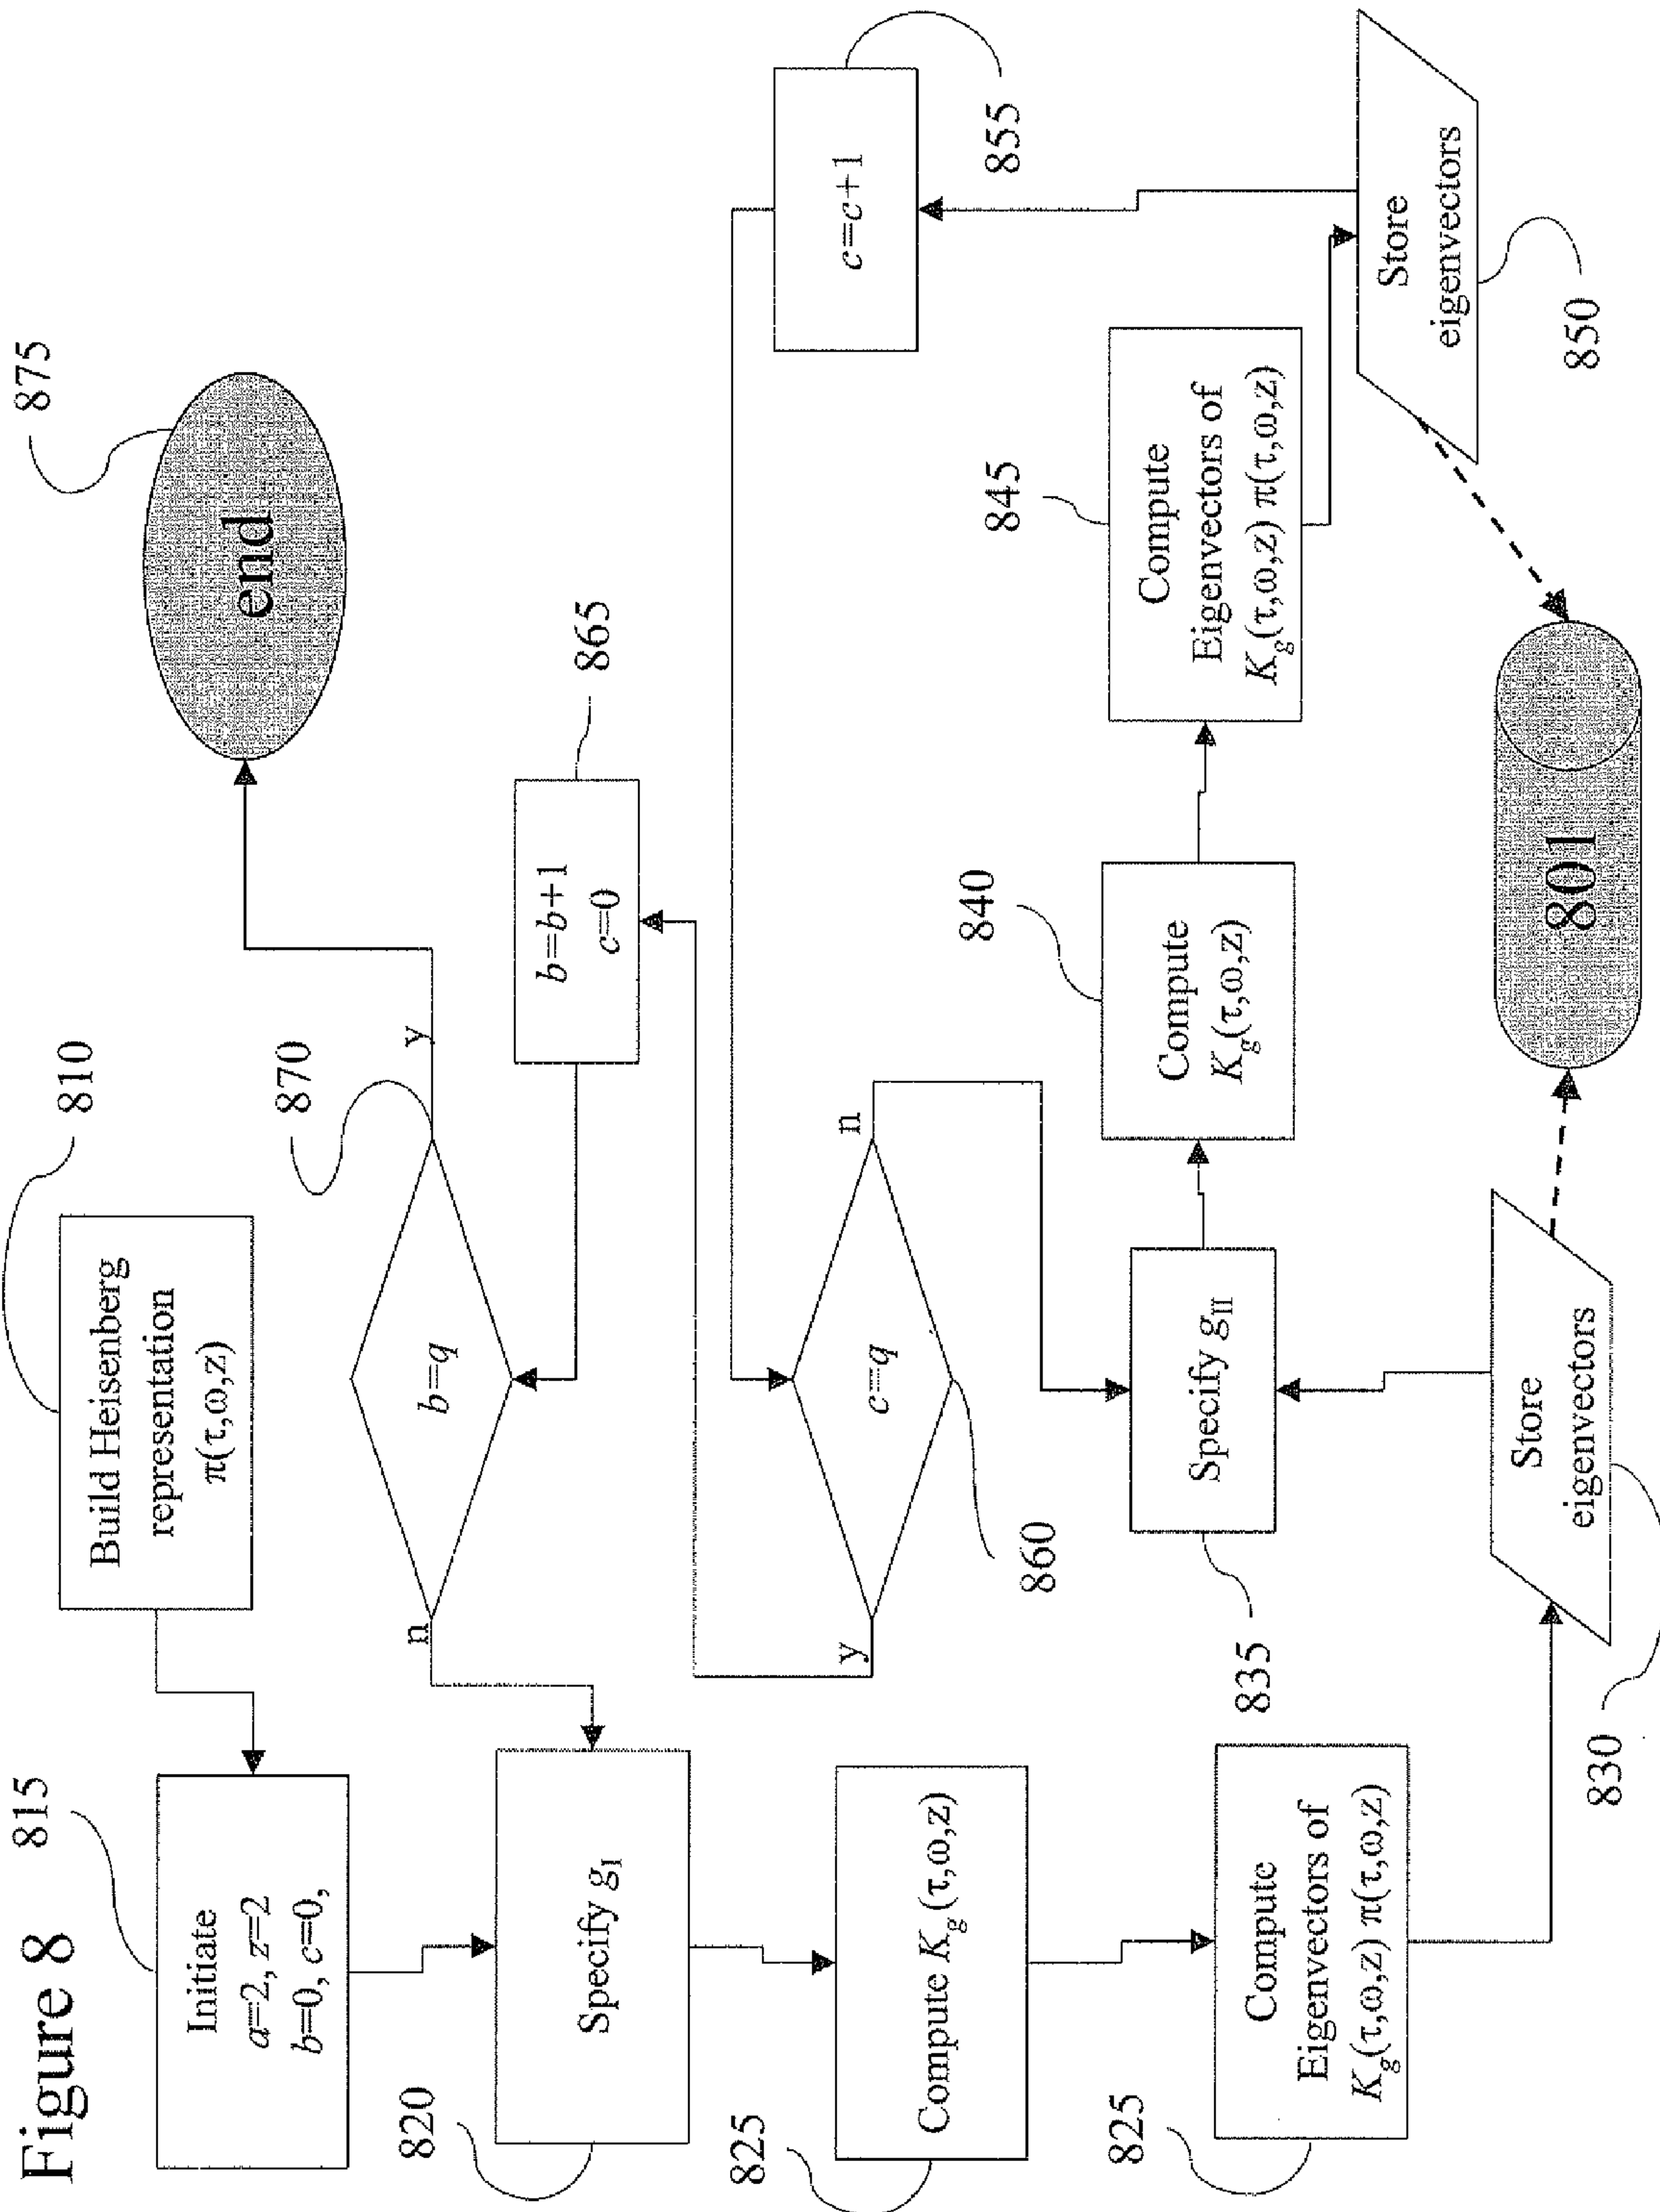 Figure 8
815
Initiate
a=2, z=2
b=0, c=0,
810
Build Heisenberg
representation
π(τ,ω,z)
820
Specify g_I
825
Compute K_g (τ,ω,z)
825
Compute
Eigenvectors of
K_g(τ,ω,z) π(τ,ω,z)
830
Store
eigenvectors
835
Specify g_II
840
Compute
K_g(τ,ω,z)
845
Compute
Eigenvectors of
K_g(τ,ω,z) π(τ,ω,z)
850
Store
eigenvectors
801
855
c=c+1
860
c=q
y
n
865
b=b+1
c=0
870
b=q
n
y
875
end